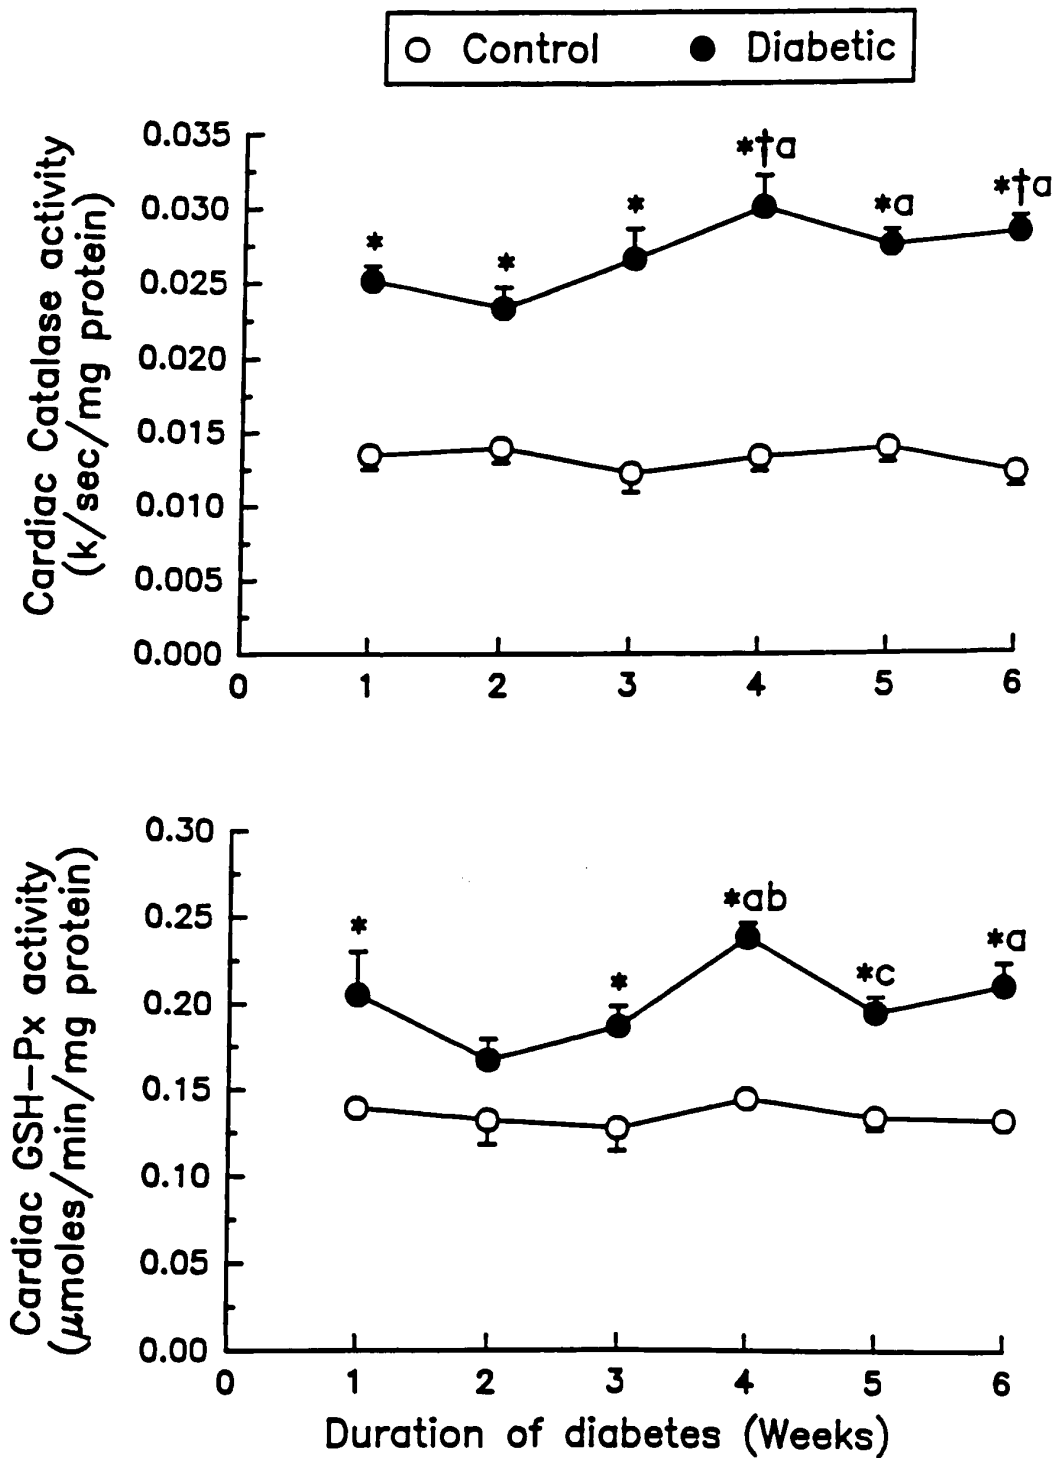 Control Diabetic
Cardiac Catalase activity
(k/sec/mg protein)
0.035
0.030
0.025
0.020
0.015
0.010
0.005
0.000
*
*
*
*†a
*a
*†a
0 1 2 3 4 5 6
Cardiac GSH-Px activity
(μmoles/min/mg protein)
0.30
0.25
0.20
0.15
0.10
0.05
0.00
*
*
*ab
*c
*a
0 1 2 3 4 5 6
Duration of diabetes (Weeks)